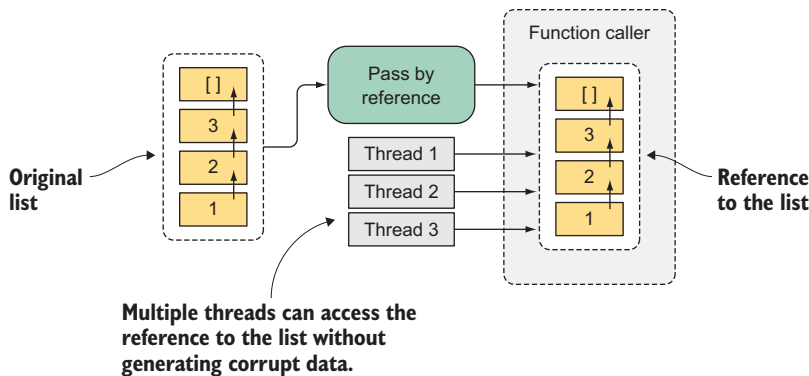 Function caller
[ ]
3
2
1
Pass by
reference
Thread 1
Thread 2
Thread 3
[ ]
3
2
1
Original
list
Reference
to the list
Multiple threads can access the
reference to the list without
generating corrupt data.